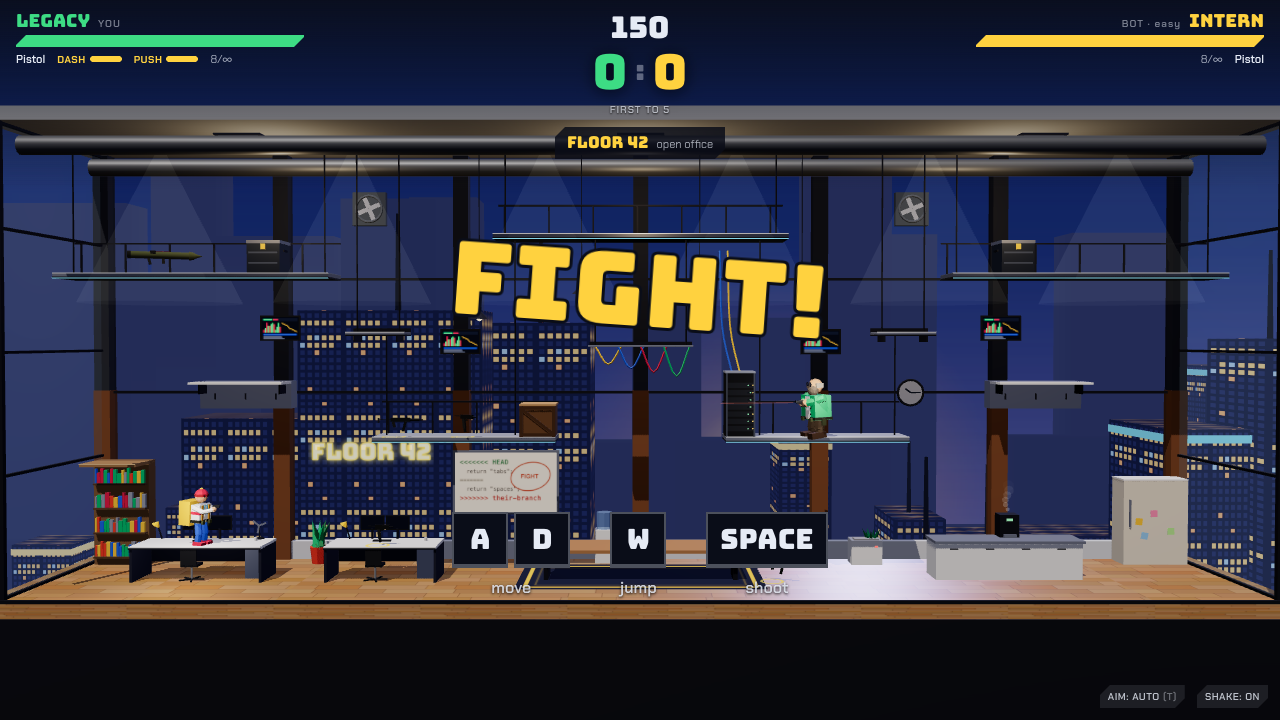 LEGACY YOU
Pistol DASH PUSH 8/∞
150
0 : 0
FIRST TO 5
BOT · easy INTERN
8/∞ Pistol
FLOOR 42 open office
FIGHT!
FLOOR 42
<<<<<<< HEAD
return "tabs";
=======
return "spaces";
>>>>>>> their-branch
FIGHT
A D W SPACE
move jump shoot
AIM: AUTO [T] SHAKE: ON